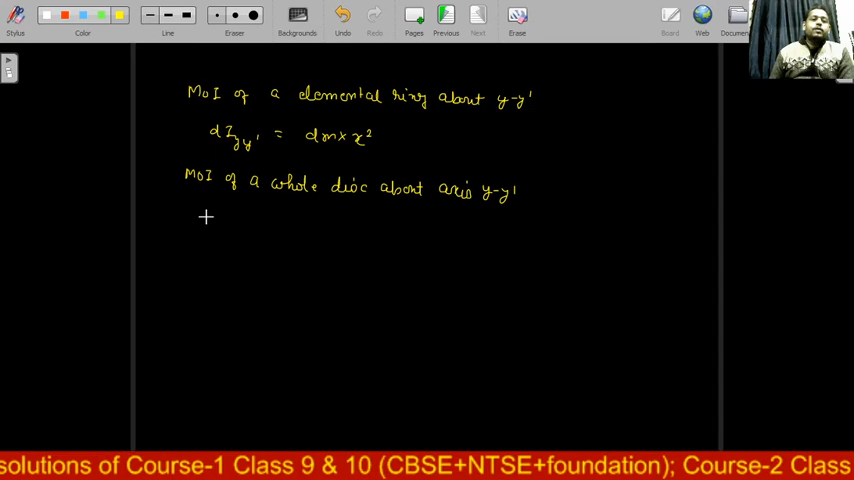 Stylus
Color
Line
Eraser
Backgrounds
Undo
Redo
Pages
Previous
Next
Erase
Board
Web
Documen
MOI of a elemental ring about y-y'
dIyy' = dm x x²
MOI of a whole disc about axis y-y'
solutions of Course-1 Class 9 & 10 (CBSE+NTSE+foundation); Course-2 Class